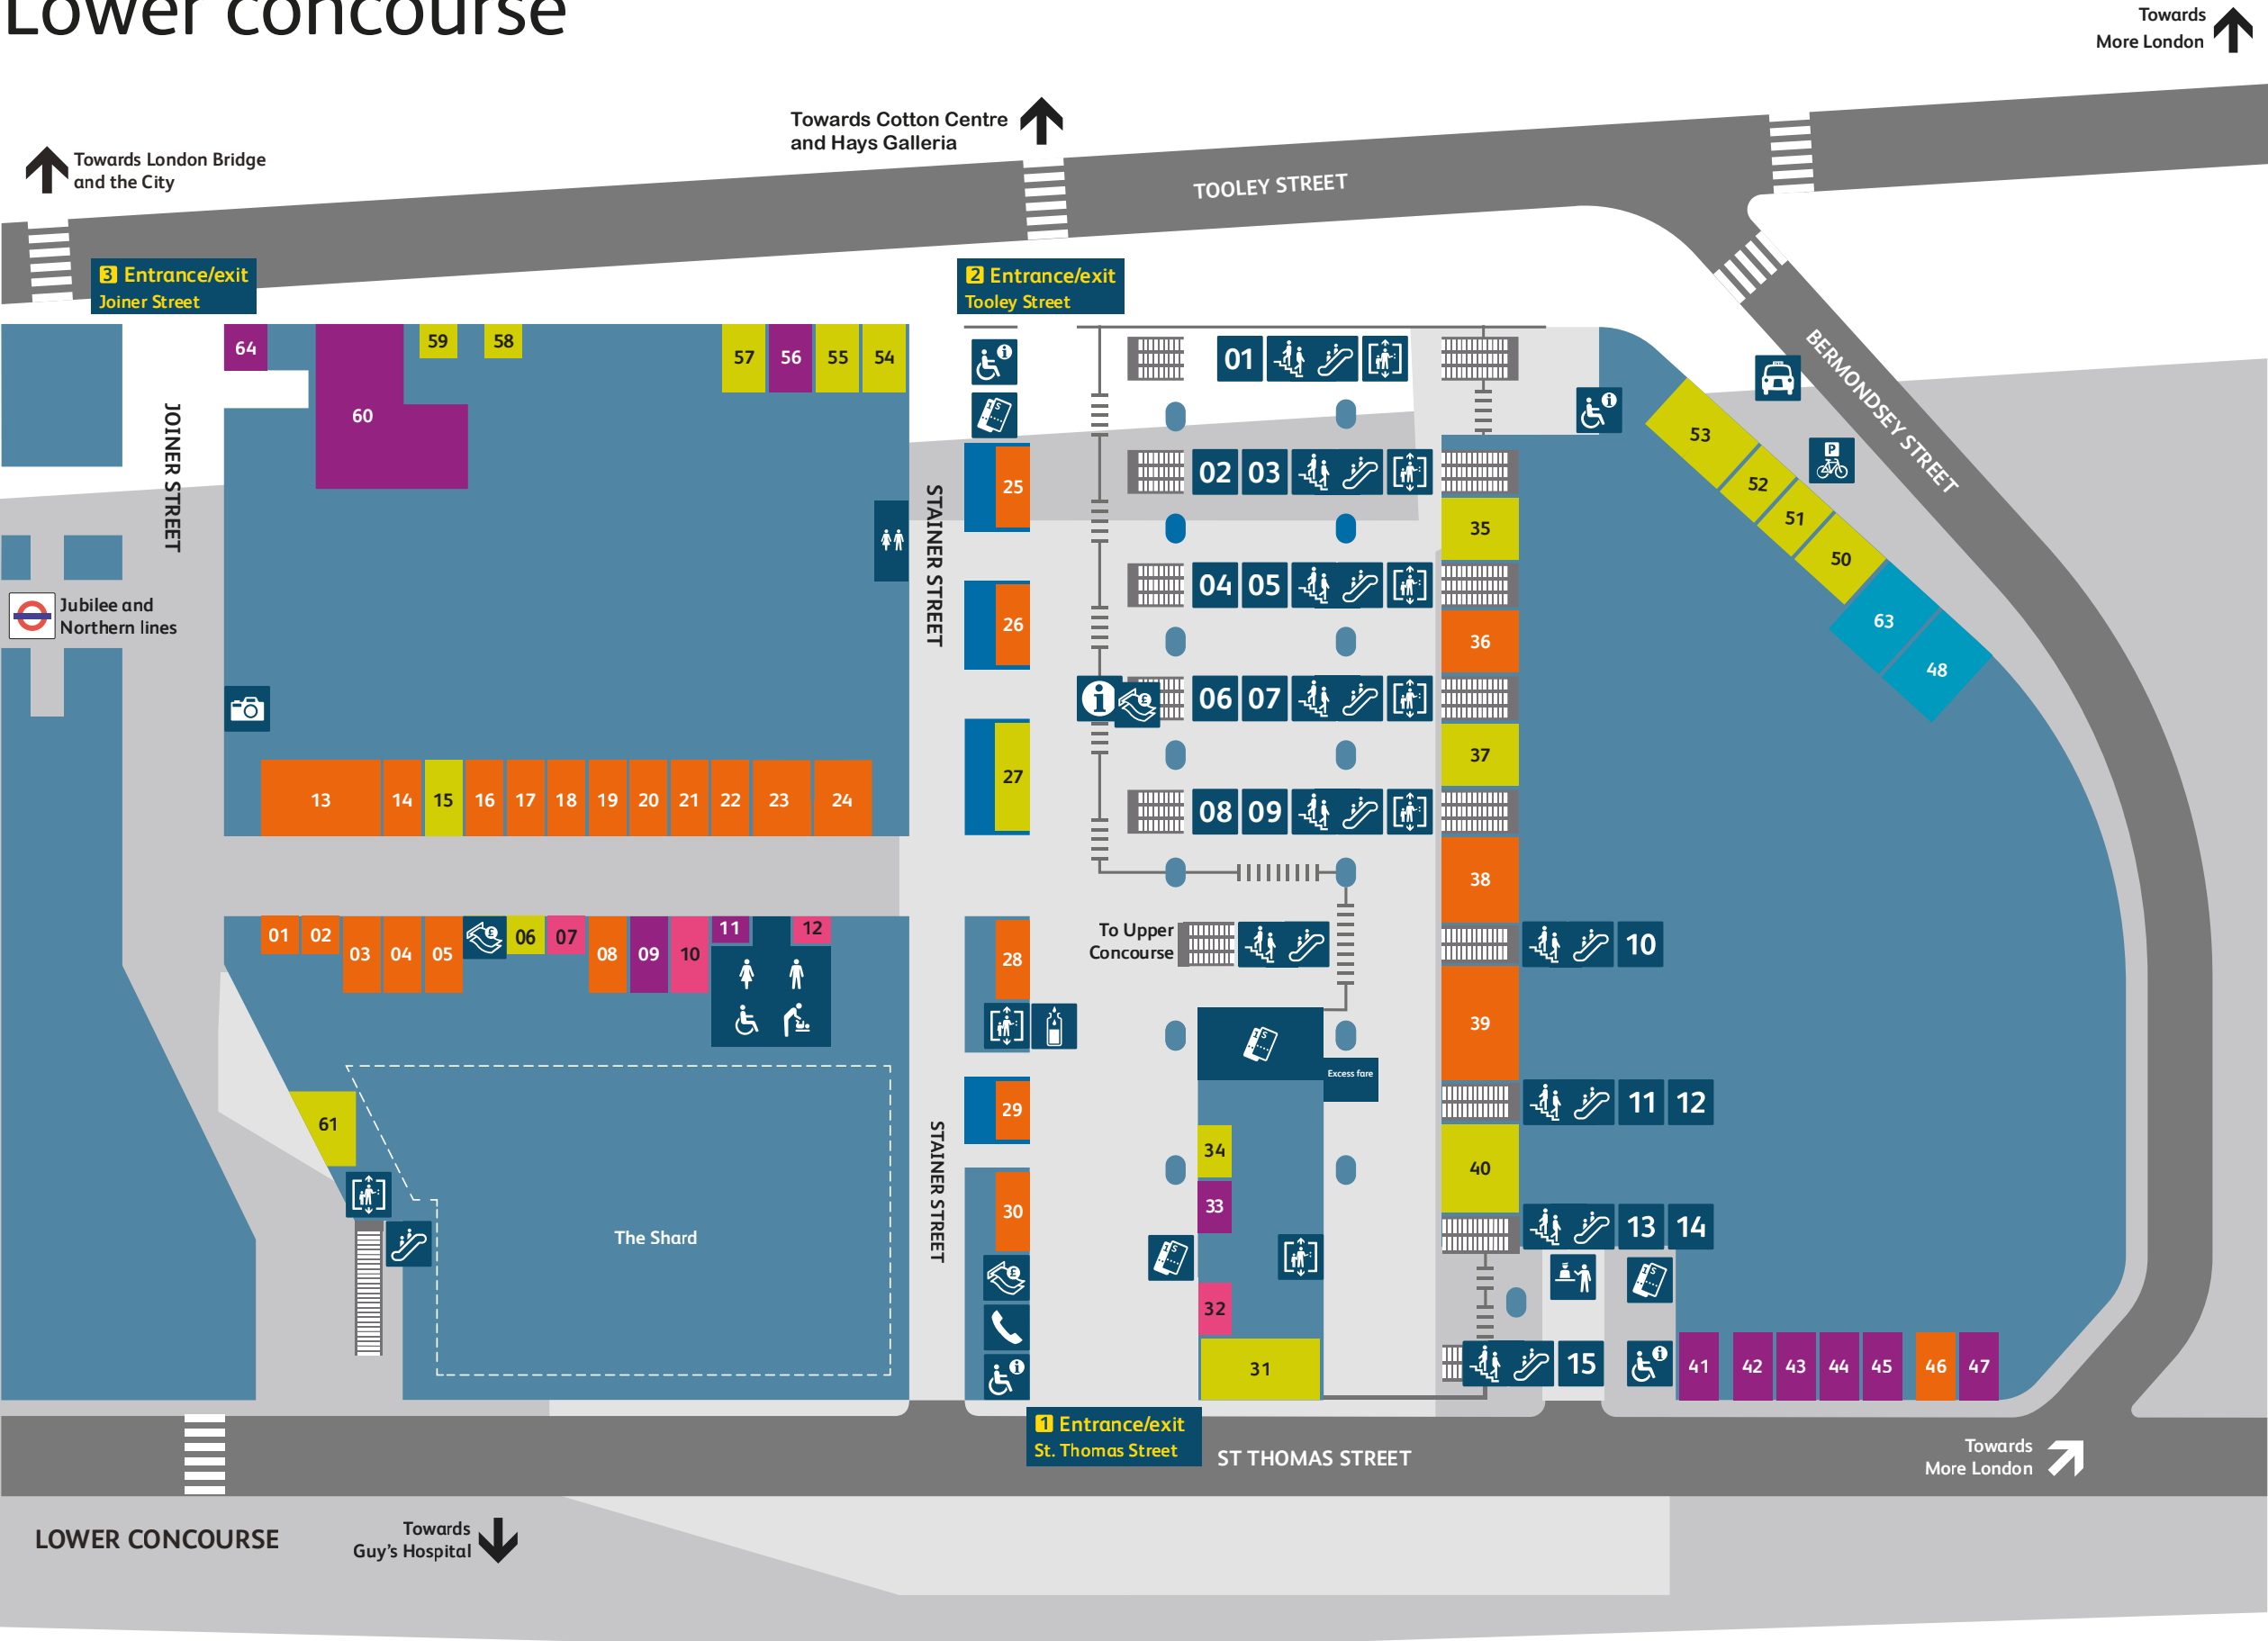 Lower concourse
Towards
More London
Towards Cotton Centre
and Hays Galleria
Towards London Bridge
and the City
TOOLEY STREET
3 Entrance/exit
Joiner Street
2 Entrance/exit
Tooley Street
BERMONDSEY STREET
64
60
59
58
57
56
55
54
i
01
JOINER STREET
53
52
51
50
63
48
P
STAINER STREET
25
02 03
35
26
04 05
36
Jubilee and
Northern lines
i
£
06 07
37
27
08 09
13
14
15
16
17
18
19
20
21
22
23
24
38
01
02
03
04
05
£
06
07
08
09
10
11
12
28
To Upper
Concourse
10
39
Excess fare
11 12
61
29
STAINER STREET
34
33
40
30
The Shard
13 14
£
32
i
31
15
i
41
42
43
44
45
46
47
1 Entrance/exit
St. Thomas Street
ST THOMAS STREET
Towards
More London
LOWER CONCOURSE
Towards
Guy's Hospital